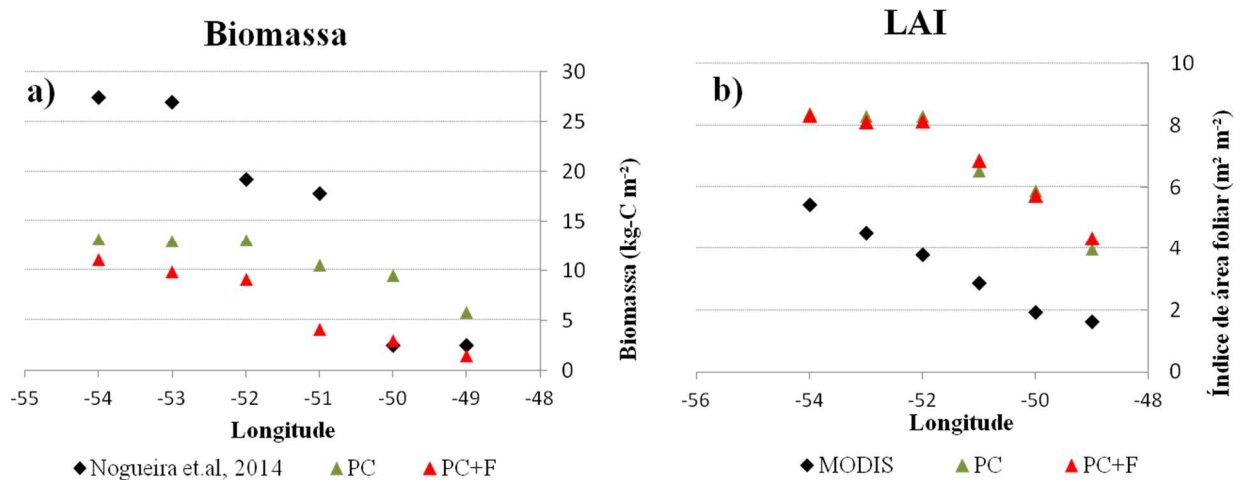 Biomassa
a)
30
25
20
15
10
5
0
Biomassa (kg-C m⁻²)
-55 -54 -53 -52 -51 -50 -49 -48
Longitude
Nogueira et.al, 2014 PC PC+F
LAI
b)
10
8
6
4
2
0
Índice de área foliar (m² m⁻²)
-56 -54 -52 -50 -48
Longitude
MODIS PC PC+F